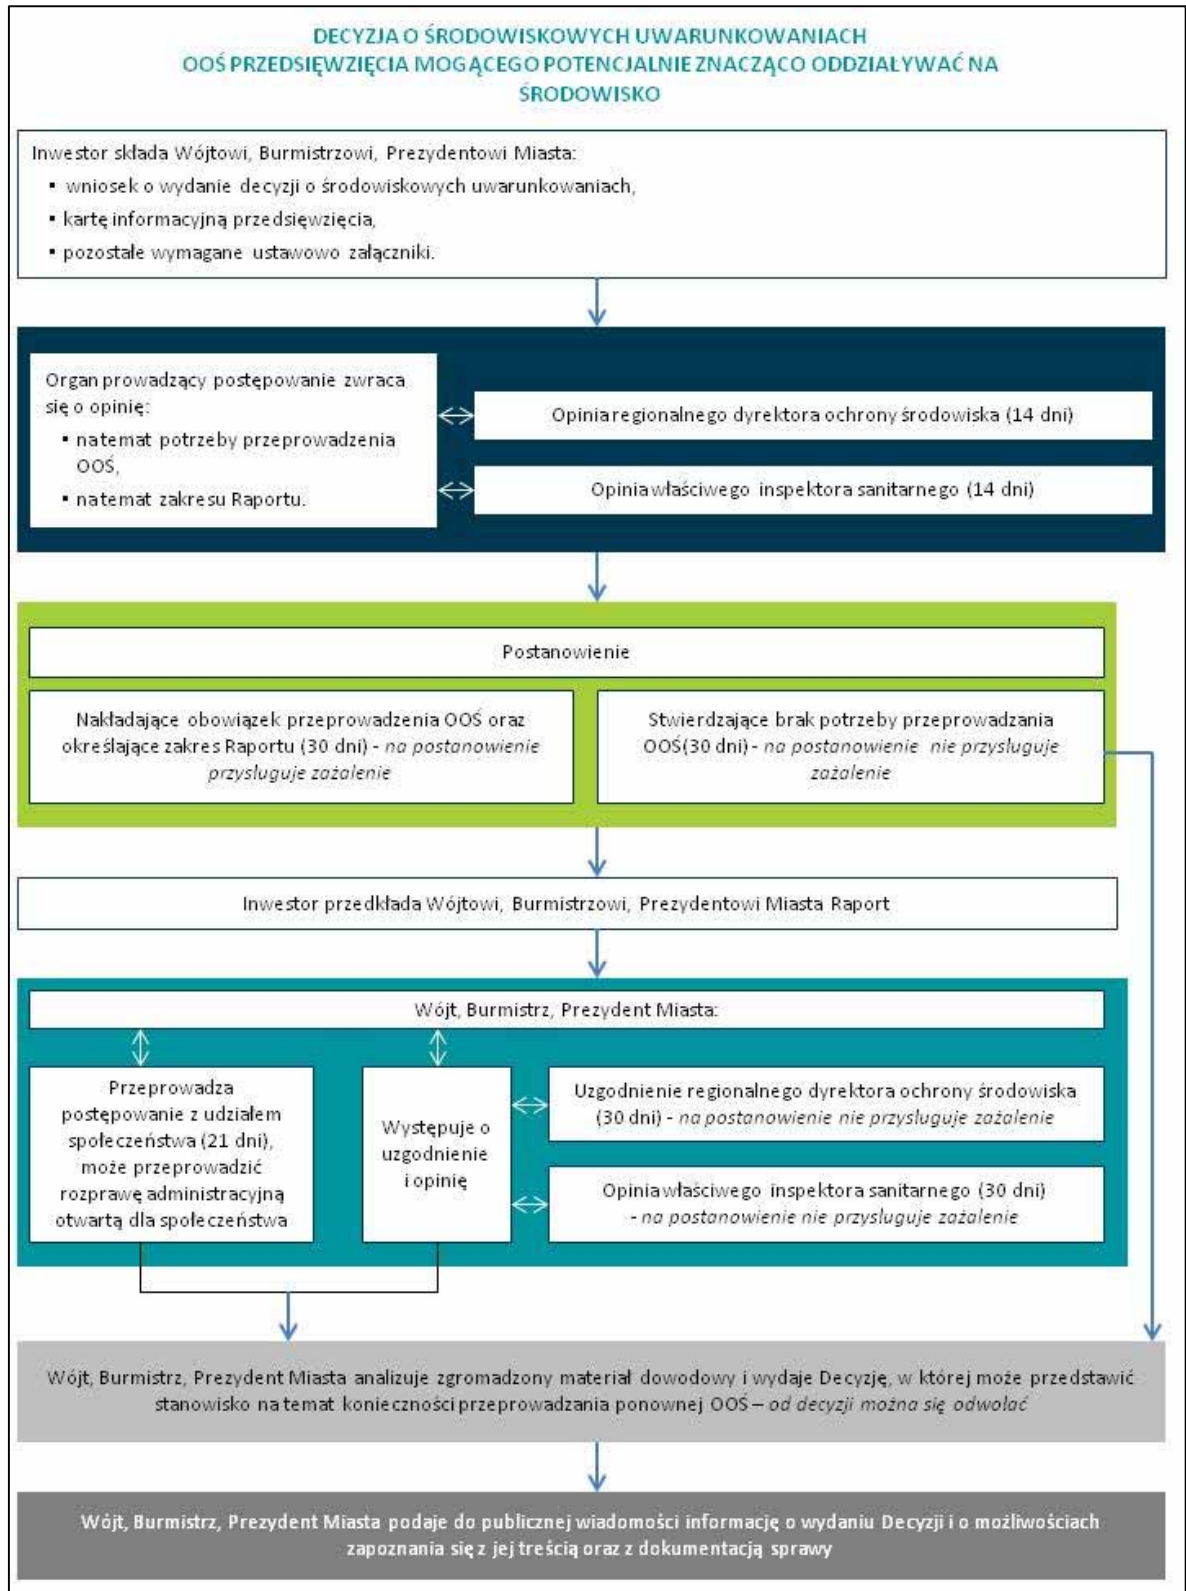 DECYZJA O ŚRODOWISKOWYCH UWARUNKOWANIACH
OOŚ PRZEDSIĘWZIĘCIA MOGĄCEGO POTENCJALNIE ZNACZĄCO ODDZIAŁYWAĆ NA
ŚRODOWISKO
Inwestor składa Wójtowi, Burmistrzowi, Prezydentowi Miasta:
▪ wniosek o wydanie decyzji o środowiskowych uwarunkowaniach,
▪ kartę informacyjną przedsięwzięcia,
▪ pozostałe wymagane ustawowo załączniki.
Organ prowadzący postępowanie zwraca
się o opinię:
▪ na temat potrzeby przeprowadzenia
OOŚ,
▪ na temat zakresu Raportu.
Opinia regionalnego dyrektora ochrony środowiska (14 dni)
Opinia właściwego inspektora sanitarnego (14 dni)
Postanowienie
Nakładające obowiązek przeprowadzenia OOŚ oraz
określające zakres Raportu (30 dni) - na postanowienie
przysługuje zażalenie
Stwierdzające brak potrzeby przeprowadzania
OOŚ(30 dni) - na postanowienie nie przysługuje
zażalenie
Inwestor przedkłada Wójtowi, Burmistrzowi, Prezydentowi Miasta Raport
Wójt, Burmistrz, Prezydent Miasta:
Przeprowadza
postępowanie z udziałem
społeczeństwa (21 dni),
może przeprowadzić
rozprawę administracyjną
otwartą dla społeczeństwa
Występuje o
uzgodnienie
i opinię
Uzgodnienie regionalnego dyrektora ochrony środowiska
(30 dni) - na postanowienie nie przysługuje zażalenie
Opinia właściwego inspektora sanitarnego (30 dni)
- na postanowienie nie przysługuje zażalenie
Wójt, Burmistrz, Prezydent Miasta analizuje zgromadzony materiał dowodowy i wydaje Decyzję, w której może przedstawić
stanowisko na temat konieczności przeprowadzania ponownej OOŚ – od decyzji można się odwołać
Wójt, Burmistrz, Prezydent Miasta podaje do publicznej wiadomości informację o wydaniu Decyzji i o możliwościach
zapoznania się z jej treścią oraz z dokumentacją sprawy